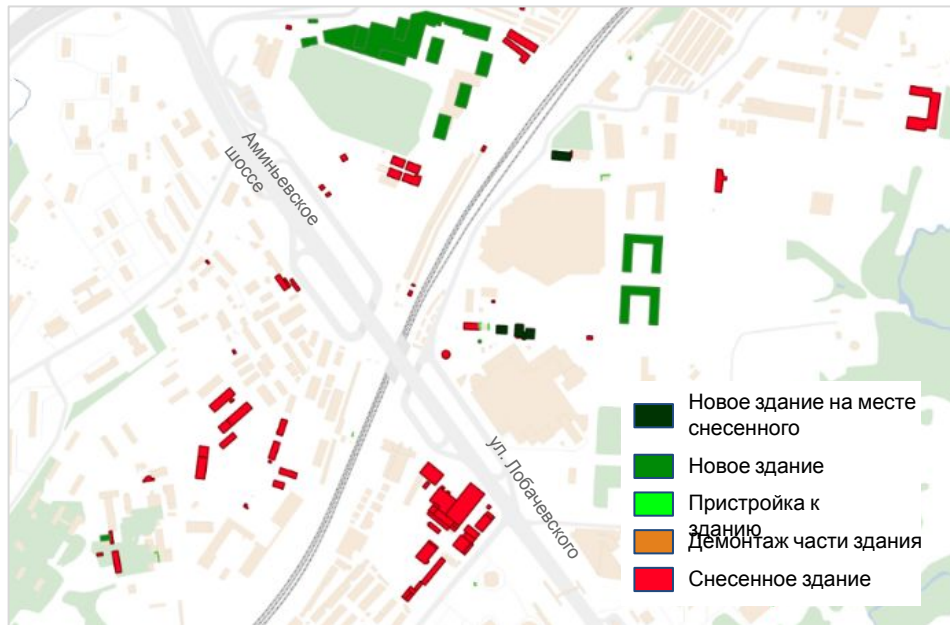 Аминьевское
шоссе
ул. Лобачевского
Новое здание на месте
снесенного
Новое здание
Пристройка к
зданию
Демонтаж части здания
Снесенное здание